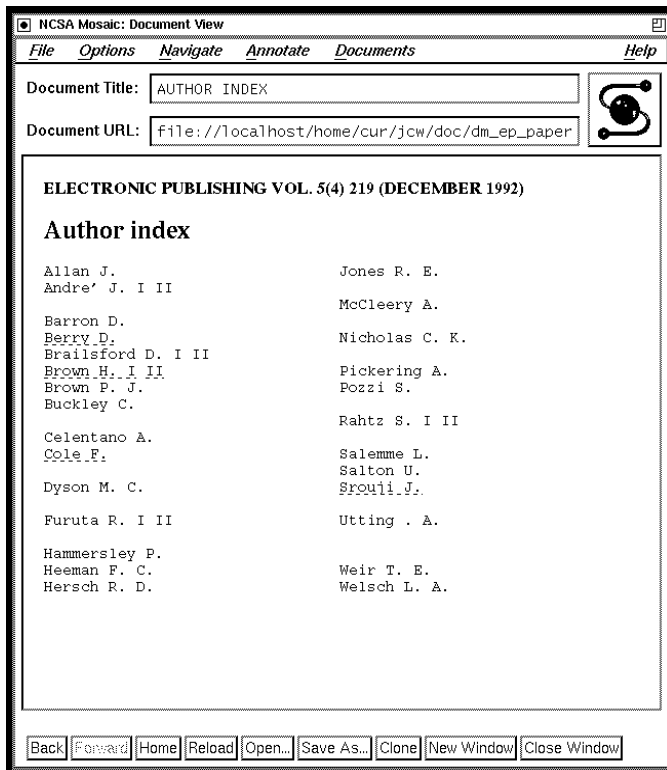 NCSA Mosaic: Document View
File Options Navigate Annotate Documents Help
Document Title: AUTHOR INDEX
Document URL: file://localhost/home/cur/jcw/doc/dm_ep_paper
ELECTRONIC PUBLISHING VOL. 5(4) 219 (DECEMBER 1992)
Author index
Allan J.
Andre' J. I II
Barron D.
Berry D.
Brailsford D. I II
Brown H. I II
Brown P. J.
Buckley C.
Celentano A.
Cole F.
Dyson M. C.
Furuta R. I II
Hammersley P.
Heeman F. C.
Hersch R. D.
Jones R. E.
McCleery A.
Nicholas C. K.
Pickering A.
Pozzi S.
Rahtz S. I II
Salemme L.
Salton U.
Srouji J.
Utting . A.
Weir T. E.
Welsch L. A.
Back Forward Home Reload Open... Save As... Clone New Window Close Window